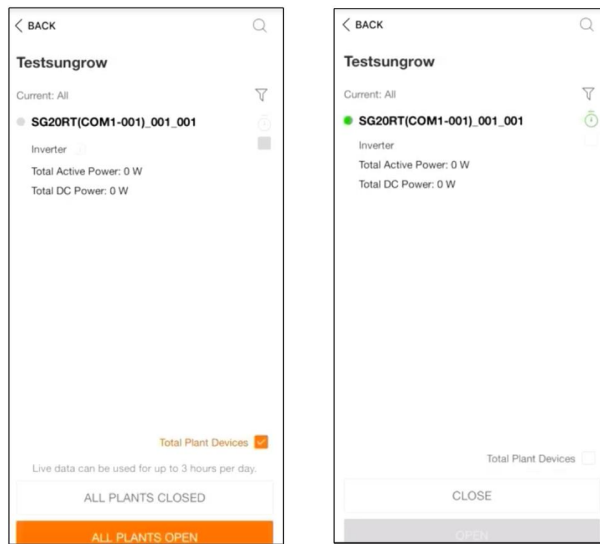 BACK
Testsungrow
Current: All
SG20RT(COM1-001)_001_001
Inverter
Total Active Power: 0 W
Total DC Power: 0 W
Total Plant Devices
Live data can be used for up to 3 hours per day.
ALL PLANTS CLOSED
ALL PLANTS OPEN
BACK
Testsungrow
Current: All
SG20RT(COM1-001)_001_001
Inverter
Total Active Power: 0 W
Total DC Power: 0 W
Total Plant Devices
CLOSE
OPEN